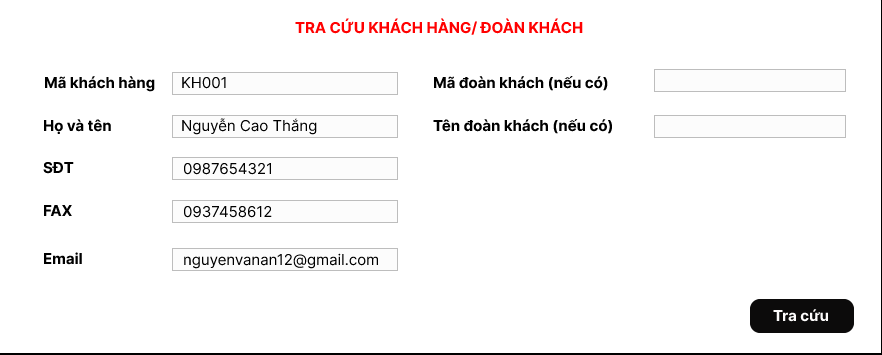 TRA CỨU KHÁCH HÀNG/ ĐOÀN KHÁCH
Mã khách hàng KH001 Mã đoàn khách (nếu có)
Họ và tên Nguyễn Cao Thắng Tên đoàn khách (nếu có)
SĐT 0987654321
FAX 0937458612
Email nguyenvanan12@gmail.com
Tra cứu